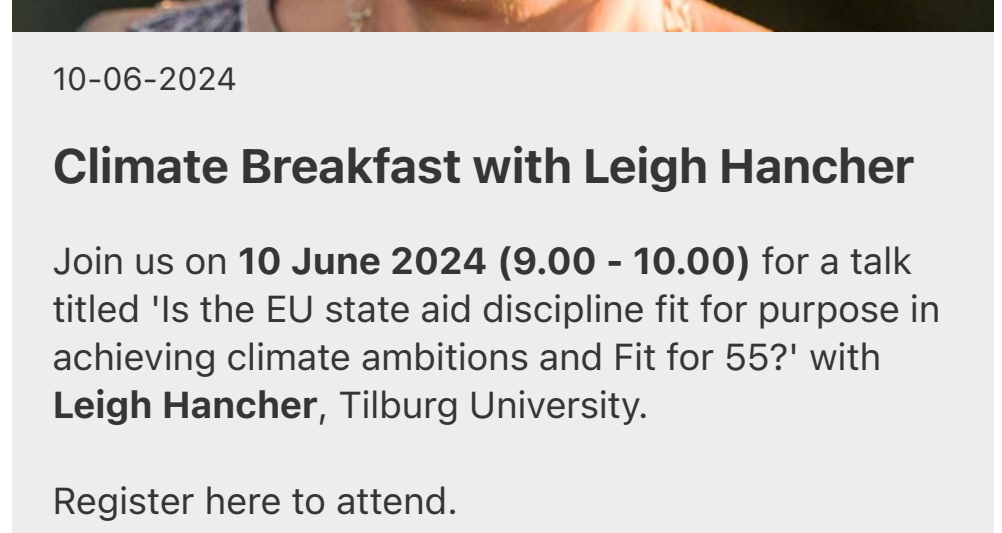 10-06-2024
Climate Breakfast with Leigh Hancher
Join us on 10 June 2024 (9.00 - 10.00) for a talk
titled 'Is the EU state aid discipline fit for purpose in
achieving climate ambitions and Fit for 55?' with
Leigh Hancher, Tilburg University.
Register here to attend.